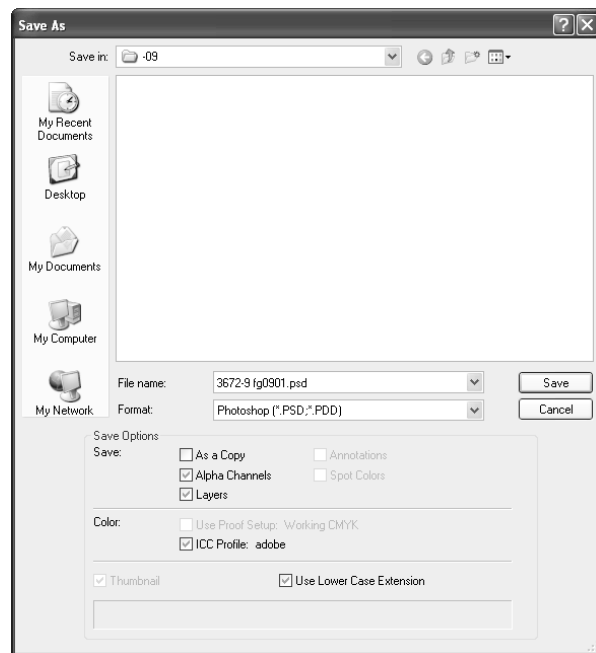 Save As
Save in: -09
My Recent
Documents
Desktop
My Documents
My Computer
My Network
File name: 3672-9 fg0901.psd Save
Format: Photoshop (*.PSD;*.PDD) Cancel
Save Options
Save: As a Copy Annotations
Alpha Channels Spot Colors
Layers
Color: Use Proof Setup: Working CMYK
ICC Profile: adobe
Thumbnail Use Lower Case Extension